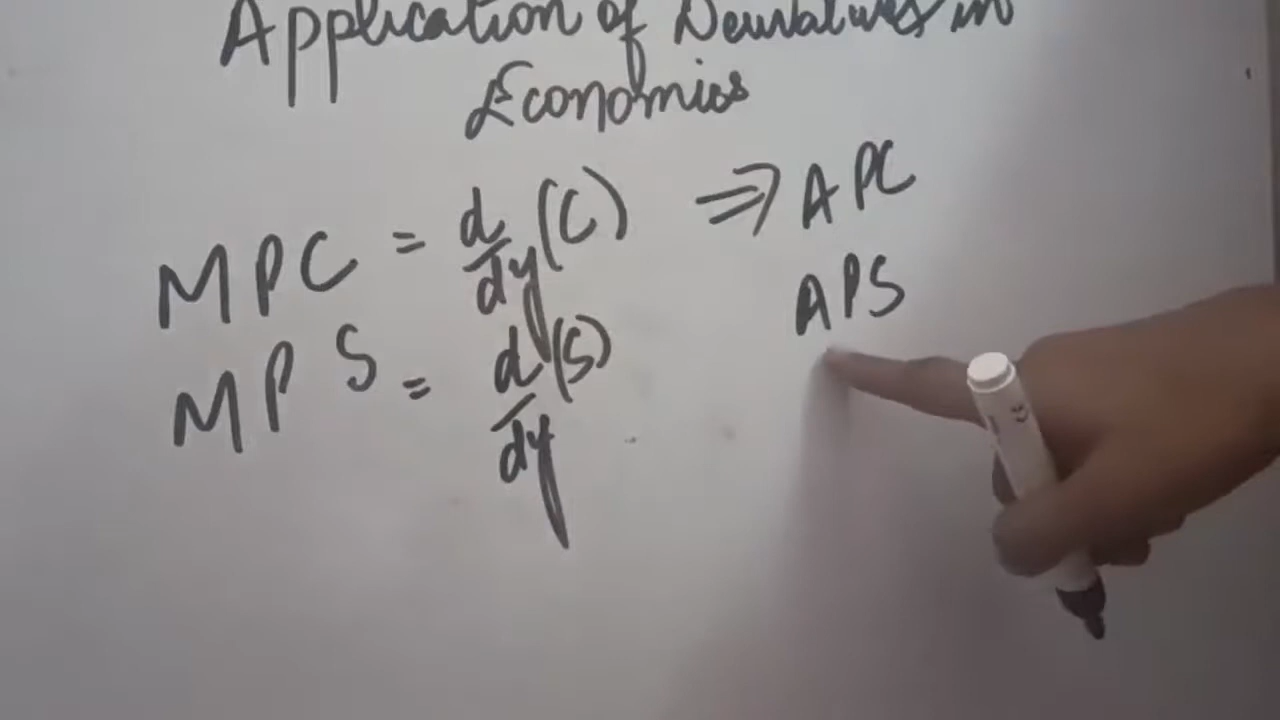 Application of Derivatives in
Economics
MPC = d/dy (C) ⇒ APC
APS
MPS = d/dy (S)